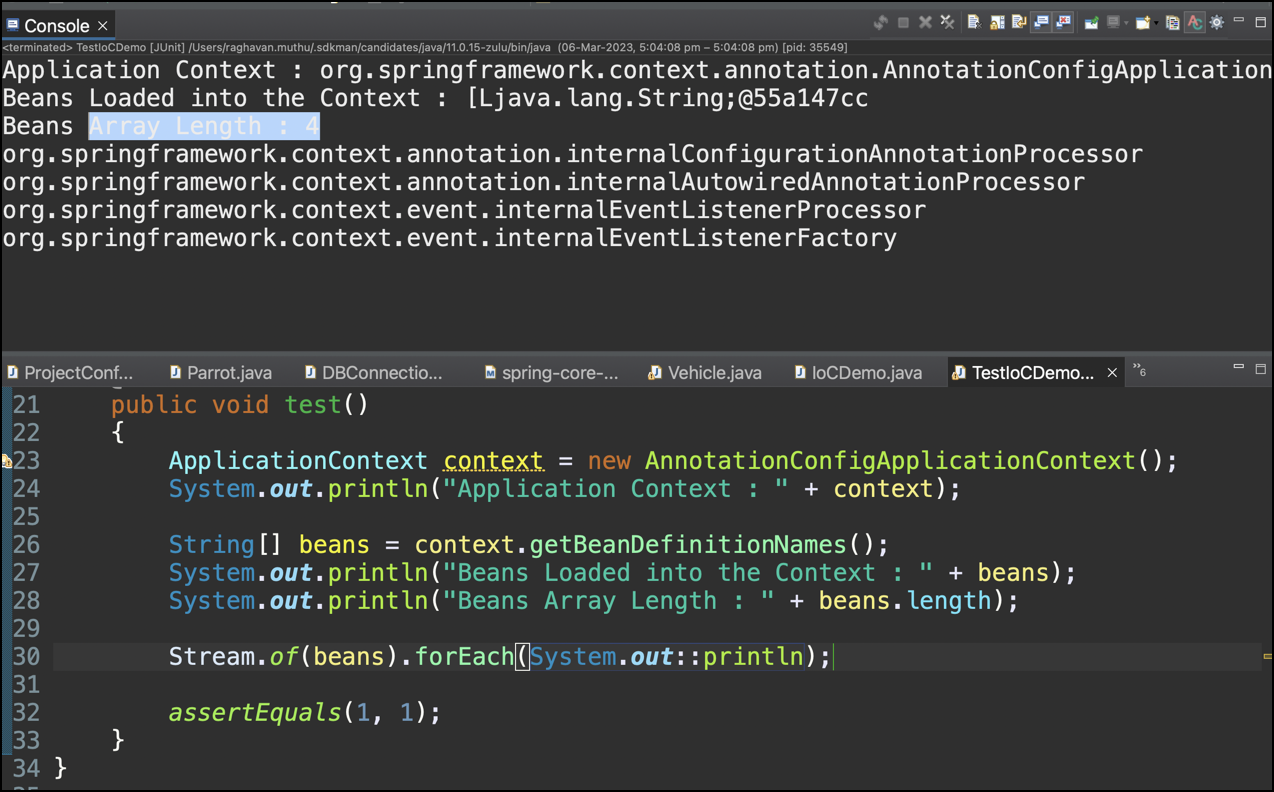 Console
<terminated> TestIoCDemo [JUnit] /Users/raghavan.muthu/.sdkman/candidates/java/11.0.15-zulu/bin/java (06-Mar-2023, 5:04:08 pm – 5:04:08 pm) [pid: 35549]
Application Context : org.springframework.context.annotation.AnnotationConfigApplication
Beans Loaded into the Context : [Ljava.lang.String;@55a147cc
Beans Array Length : 4
org.springframework.context.annotation.internalConfigurationAnnotationProcessor
org.springframework.context.annotation.internalAutowiredAnnotationProcessor
org.springframework.context.event.internalEventListenerProcessor
org.springframework.context.event.internalEventListenerFactory
ProjectConf... Parrot.java DBConnectio... spring-core-... Vehicle.java IoCDemo.java TestIoCDemo... 6
21 public void test()
22 {
23 ApplicationContext context = new AnnotationConfigApplicationContext();
24 System.out.println("Application Context : " + context);
25
26 String[] beans = context.getBeanDefinitionNames();
27 System.out.println("Beans Loaded into the Context : " + beans);
28 System.out.println("Beans Array Length : " + beans.length);
29
30 Stream.of(beans).forEach(System.out::println);
31
32 assertEquals(1, 1);
33 }
34 }